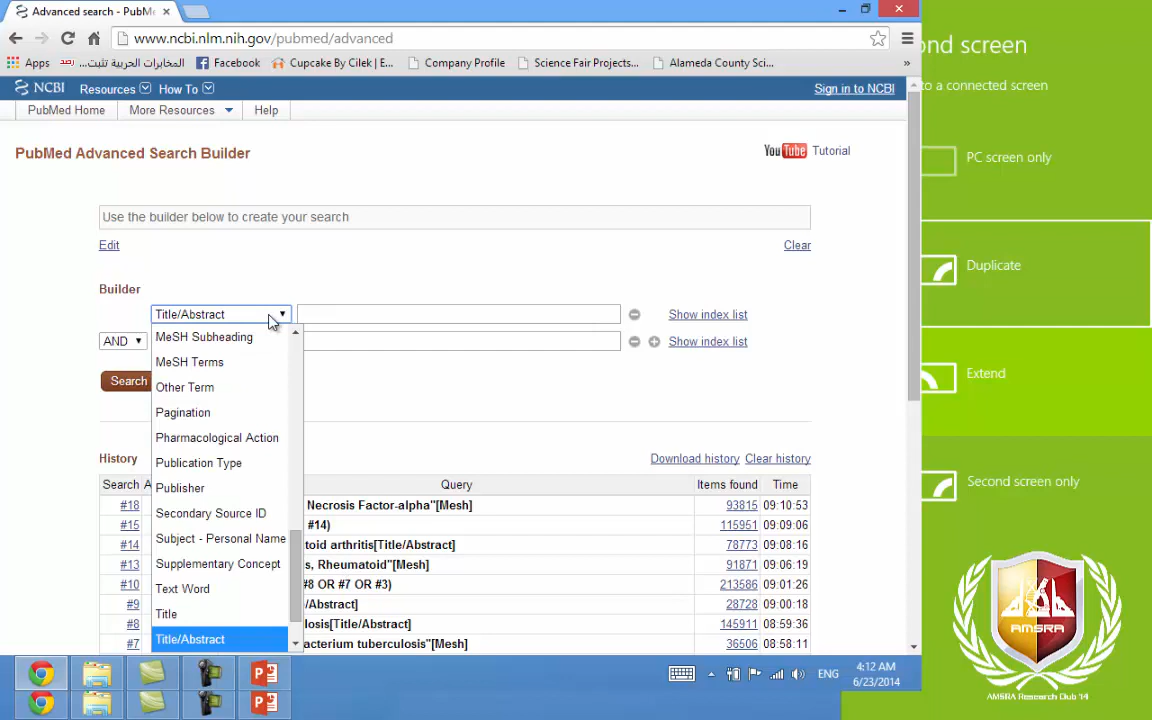 Advanced search - PubM
www.ncbi.nlm.nih.gov/pubmed/advanced
Apps
رصد
المخابرات الحربية تثبت...
Facebook
Cupcake By Cilek | E...
Company Profile
Science Fair Projects...
Alameda County Sci...
»
NCBI
Resources
How To
Sign in to NCBI
PubMed Home
More Resources
Help
PubMed Advanced Search Builder
YouTube Tutorial
Use the builder below to create your search
Edit
Clear
Builder
Title/Abstract
Show index list
AND
Show index list
Search
MeSH Subheading
MeSH Terms
Other Term
Pagination
Pharmacological Action
Publication Type
Publisher
Secondary Source ID
Subject - Personal Name
Supplementary Concept
Text Word
Title
Title/Abstract
History
Download history
Clear history
Search A Query Items found Time
#18 Necrosis Factor-alpha"[Mesh] 93815 09:10:53
#15 #14) 115951 09:09:06
#14 toid arthritis[Title/Abstract] 78773 09:08:16
#13 s, Rheumatoid"[Mesh] 91871 09:06:19
#10 #8 OR #7 OR #3) 213586 09:01:26
#9 /Abstract] 28728 09:00:18
#8 losis[Title/Abstract] 145911 08:59:36
#7 acterium tuberculosis"[Mesh] 36506 08:58:11
ENG
4:12 AM
6/23/2014
ond screen
to a connected screen
PC screen only
Duplicate
Extend
Second screen only
AMSRA
AMSRA Research Club '14